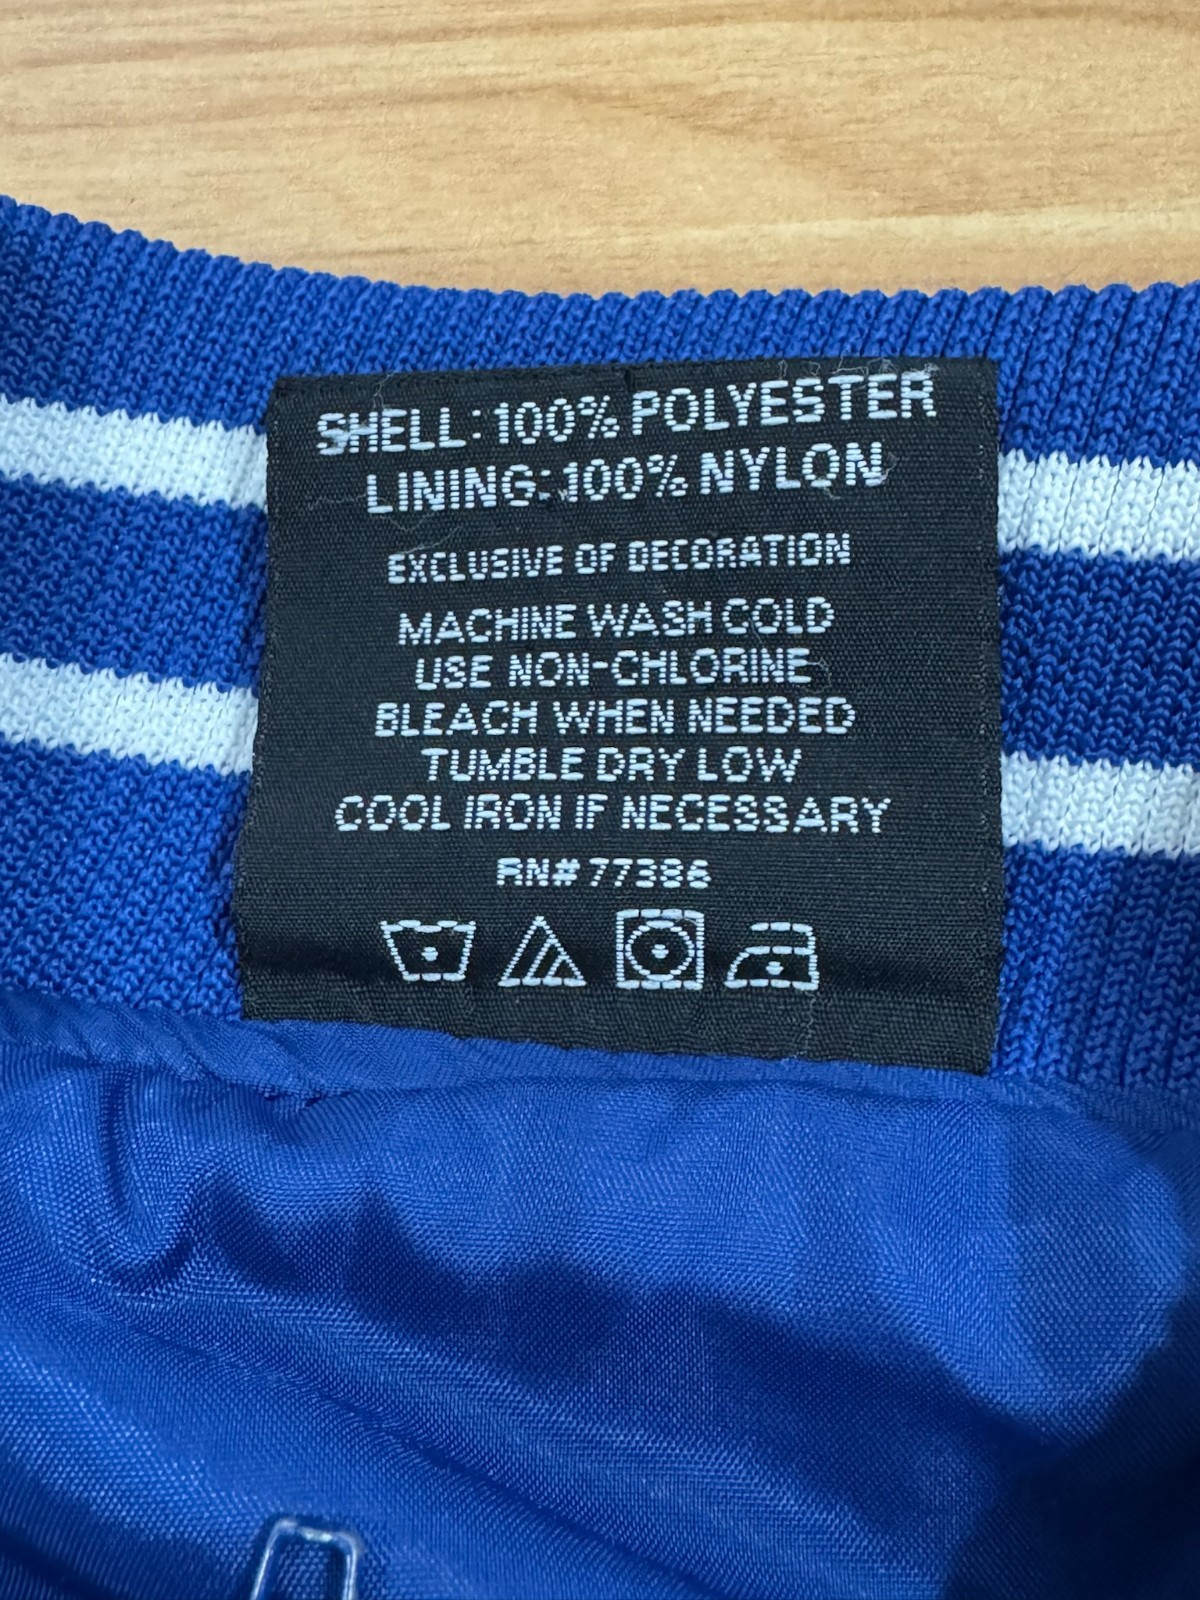 SHELL: 100% POLYESTER
LINING: 100% NYLON
EXCLUSIVE OF DECORATION
MACHINE WASH COLD
USE NON-CHLORINE
BLEACH WHEN NEEDED
TUMBLE DRY LOW
COOL IRON IF NECESSARY
RN# 77386